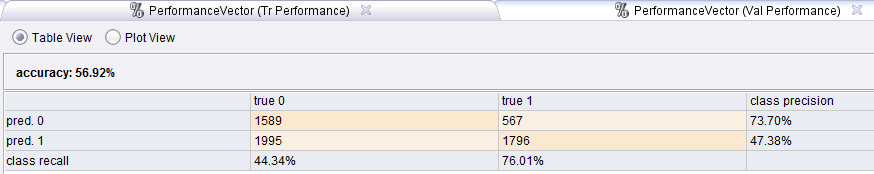 PerformanceVector (Tr Performance) PerformanceVector (Val Performance)
Table View Plot View
accuracy: 56.92%
true 0 true 1 class precision
pred. 0 1589 567 73.70%
pred. 1 1995 1796 47.38%
class recall 44.34% 76.01%